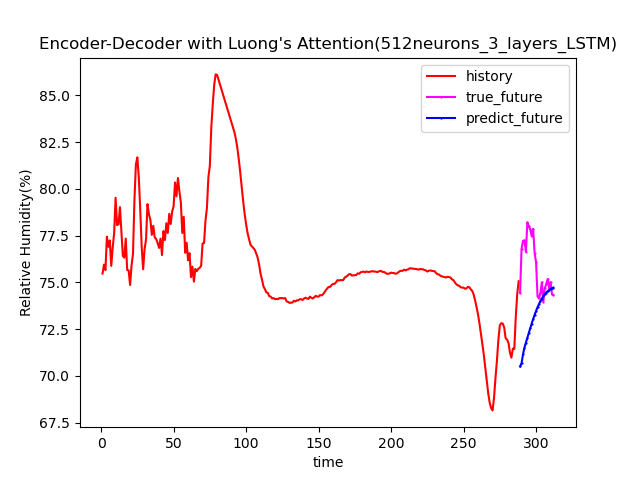 Encoder-Decoder with Luong's Attention(512neurons_3_layers_LSTM)
history
true_future
predict_future
Relative Humidity(%)
85.0
82.5
80.0
77.5
75.0
72.5
70.0
67.5
0 50 100 150 200 250 300
time